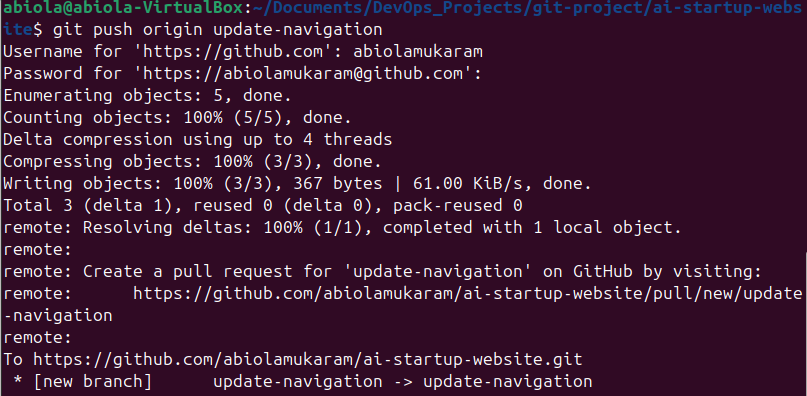 abiola@abiola-VirtualBox:~/Documents/DevOps_Projects/git-project/ai-startup-webs
ite$ git push origin update-navigation
Username for 'https://github.com': abiolamukaram
Password for 'https://abiolamukaram@github.com':
Enumerating objects: 5, done.
Counting objects: 100% (5/5), done.
Delta compression using up to 4 threads
Compressing objects: 100% (3/3), done.
Writing objects: 100% (3/3), 367 bytes | 61.00 KiB/s, done.
Total 3 (delta 1), reused 0 (delta 0), pack-reused 0
remote: Resolving deltas: 100% (1/1), completed with 1 local object.
remote:
remote: Create a pull request for 'update-navigation' on GitHub by visiting:
remote:      https://github.com/abiolamukaram/ai-startup-website/pull/new/update
-navigation
remote:
To https://github.com/abiolamukaram/ai-startup-website.git
 * [new branch]      update-navigation -> update-navigation